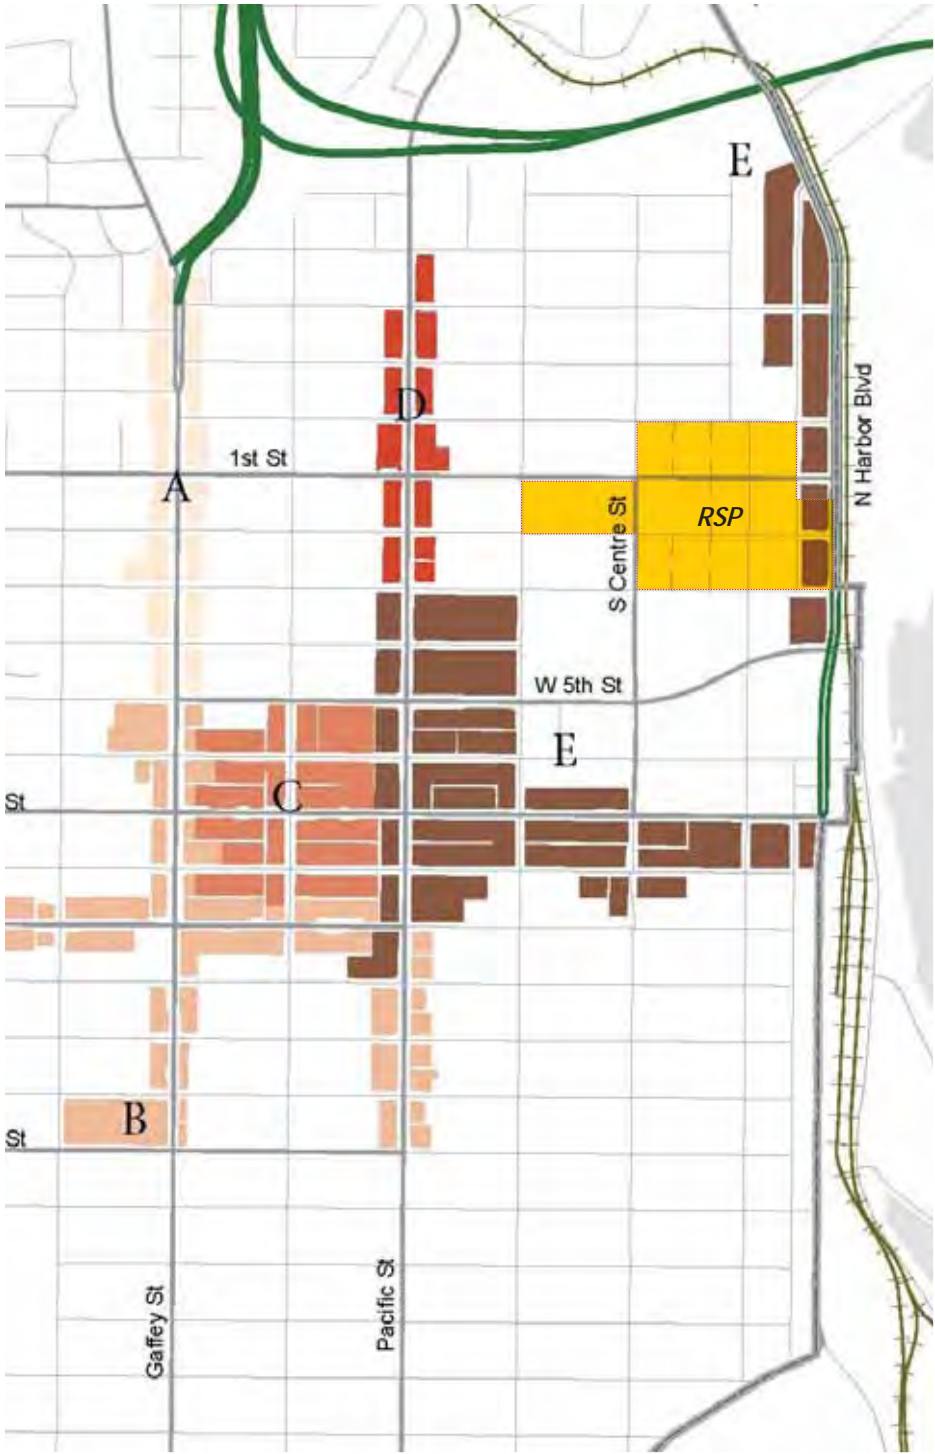 E
D
N Harbor Blvd
1st St
A
S Centre St
RSP
W 5th St
E
C
St
B
St
Gaffey St
Pacific St